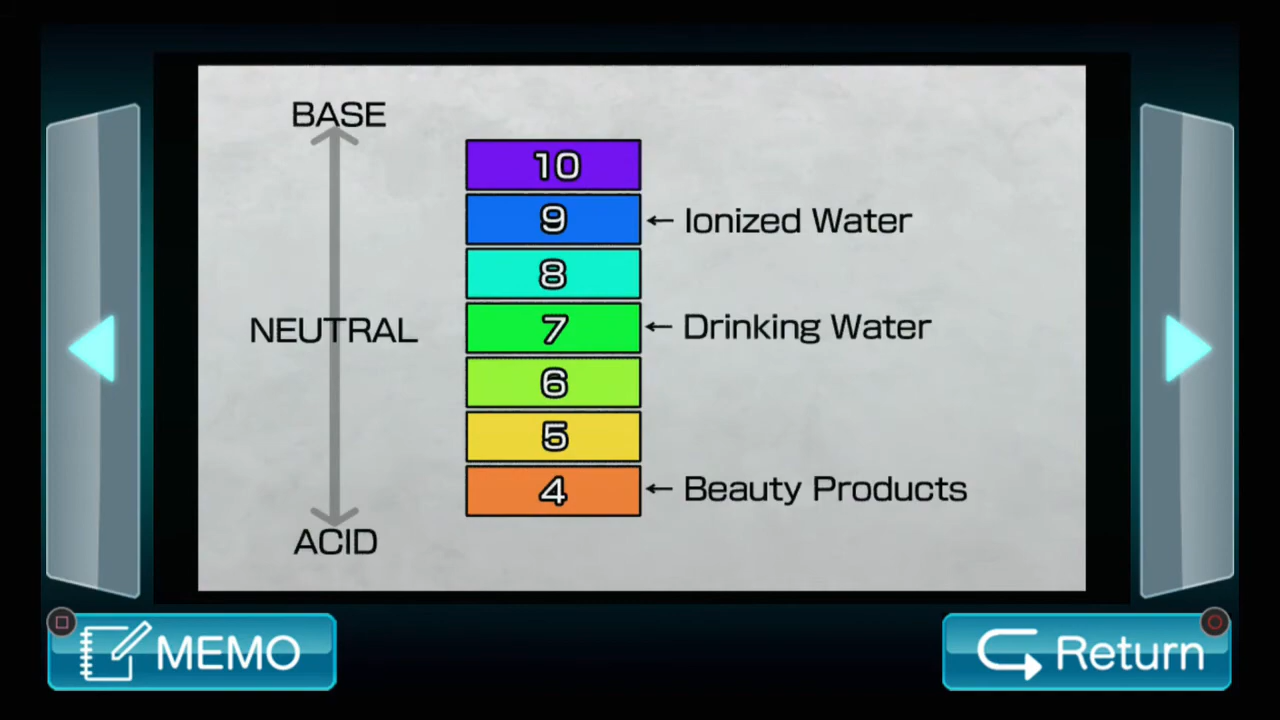 BASE
10
9 ← Ionized Water
8
NEUTRAL
7 ← Drinking Water
6
5
4 ← Beauty Products
ACID
MEMO
Return